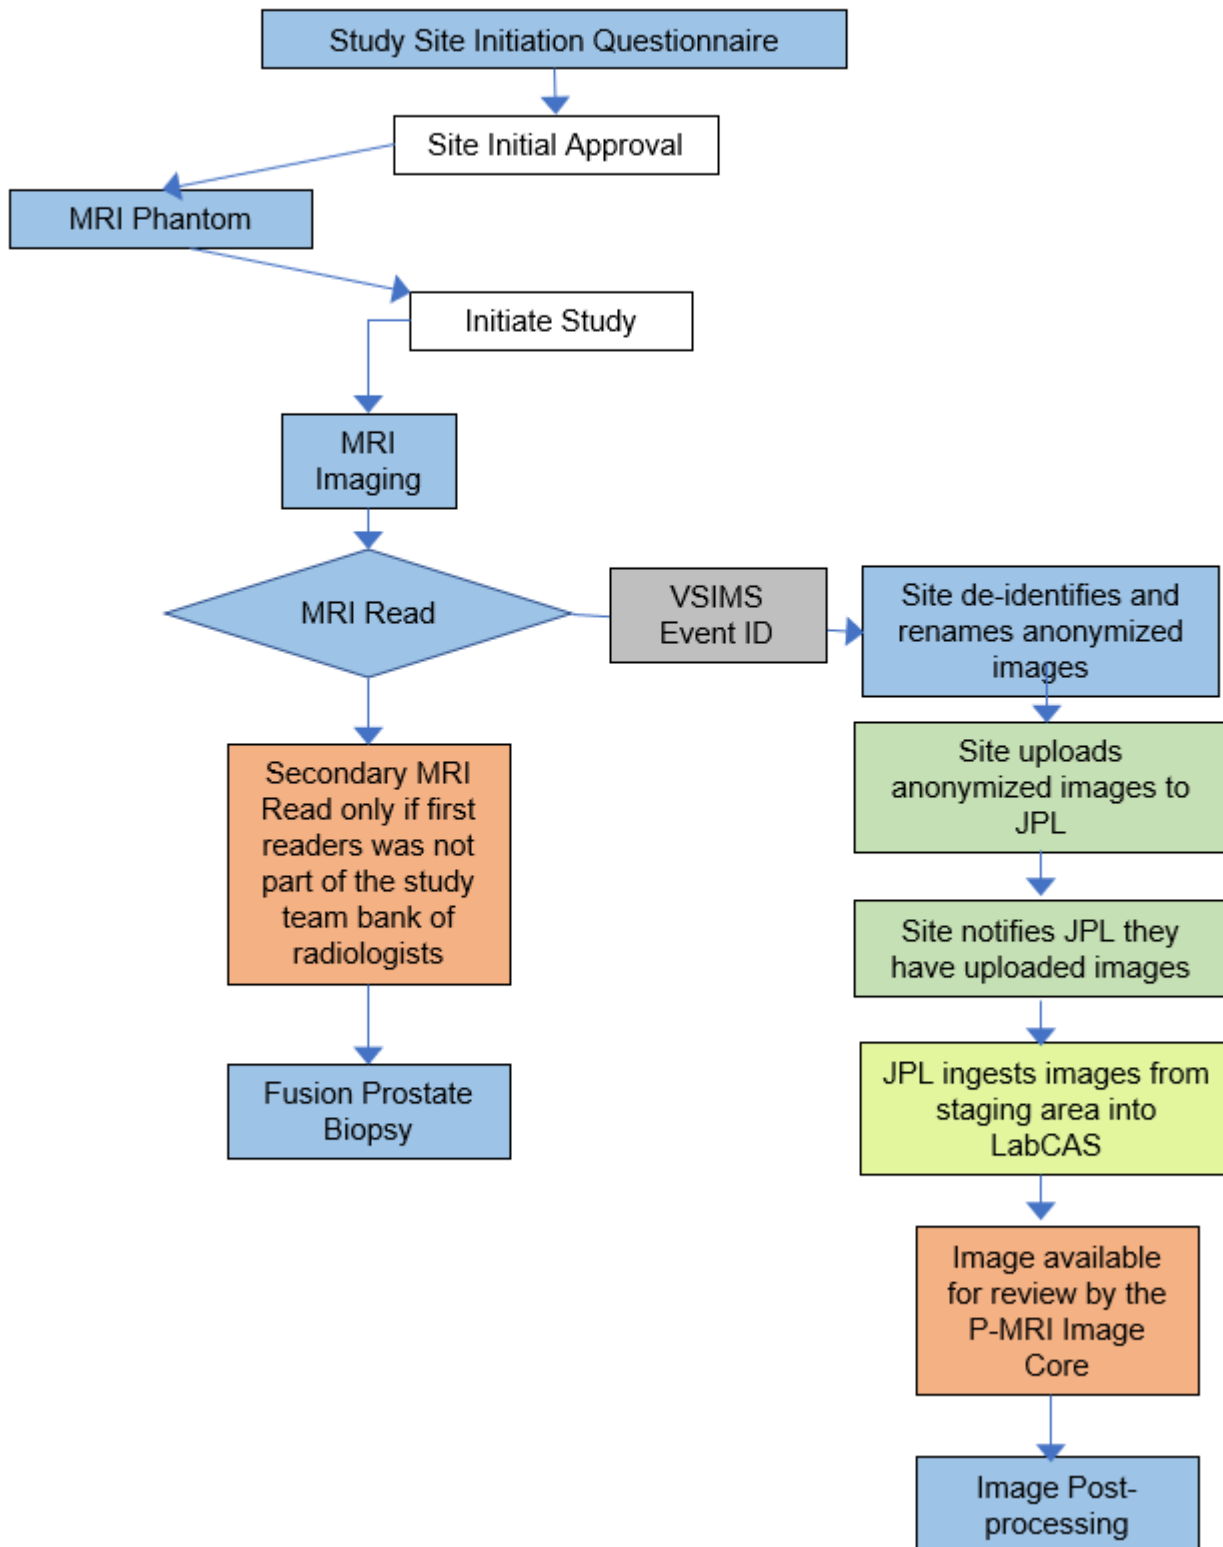 Study Site Initiation Questionnaire
Site Initial Approval
MRI Phantom
Initiate Study
MRI
Imaging
MRI Read
VSIMS
Event ID
Site de-identifies and
renames anonymized
images
Secondary MRI
Read only if first
readers was not
part of the study
team bank of
radiologists
Fusion Prostate
Biopsy
Site uploads
anonymized images to
JPL
Site notifies JPL they
have uploaded images
JPL ingests images from
staging area into
LabCAS
Image available
for review by the
P-MRI Image
Core
Image Post-
processing